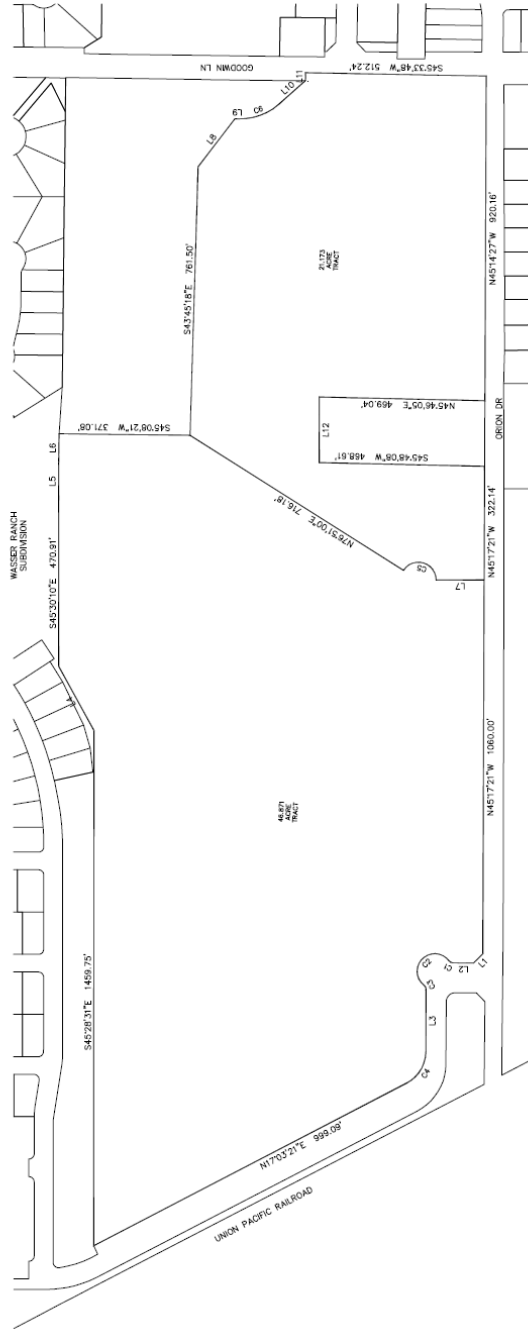 GOODWIN LN
S45°33'48"W 512.24'
L11
L10
C6
L9
L8
S43°45'18"E 761.50'
21.173
ACRE
TRACT
N45°14'27"W 920.16'
N45°46'05"E 469.04'
L12
S45°48'08"W 468.61'
ORION DR
S45°08'21"W 371.08'
L6
L5
WASSER RANCH
SUBDIVISION
S45°30'10"E 470.91'
N76°51'00"E 716.18'
C5
L7
N45°17'21"W 322.14'
L4
46.871
ACRE
TRACT
N45°17'21"W 1060.00'
S45°28'31"E 1459.75'
C2
C1
L2
L1
C3
L3
C4
N17°03'21"E 999.09'
UNION PACIFIC RAILROAD